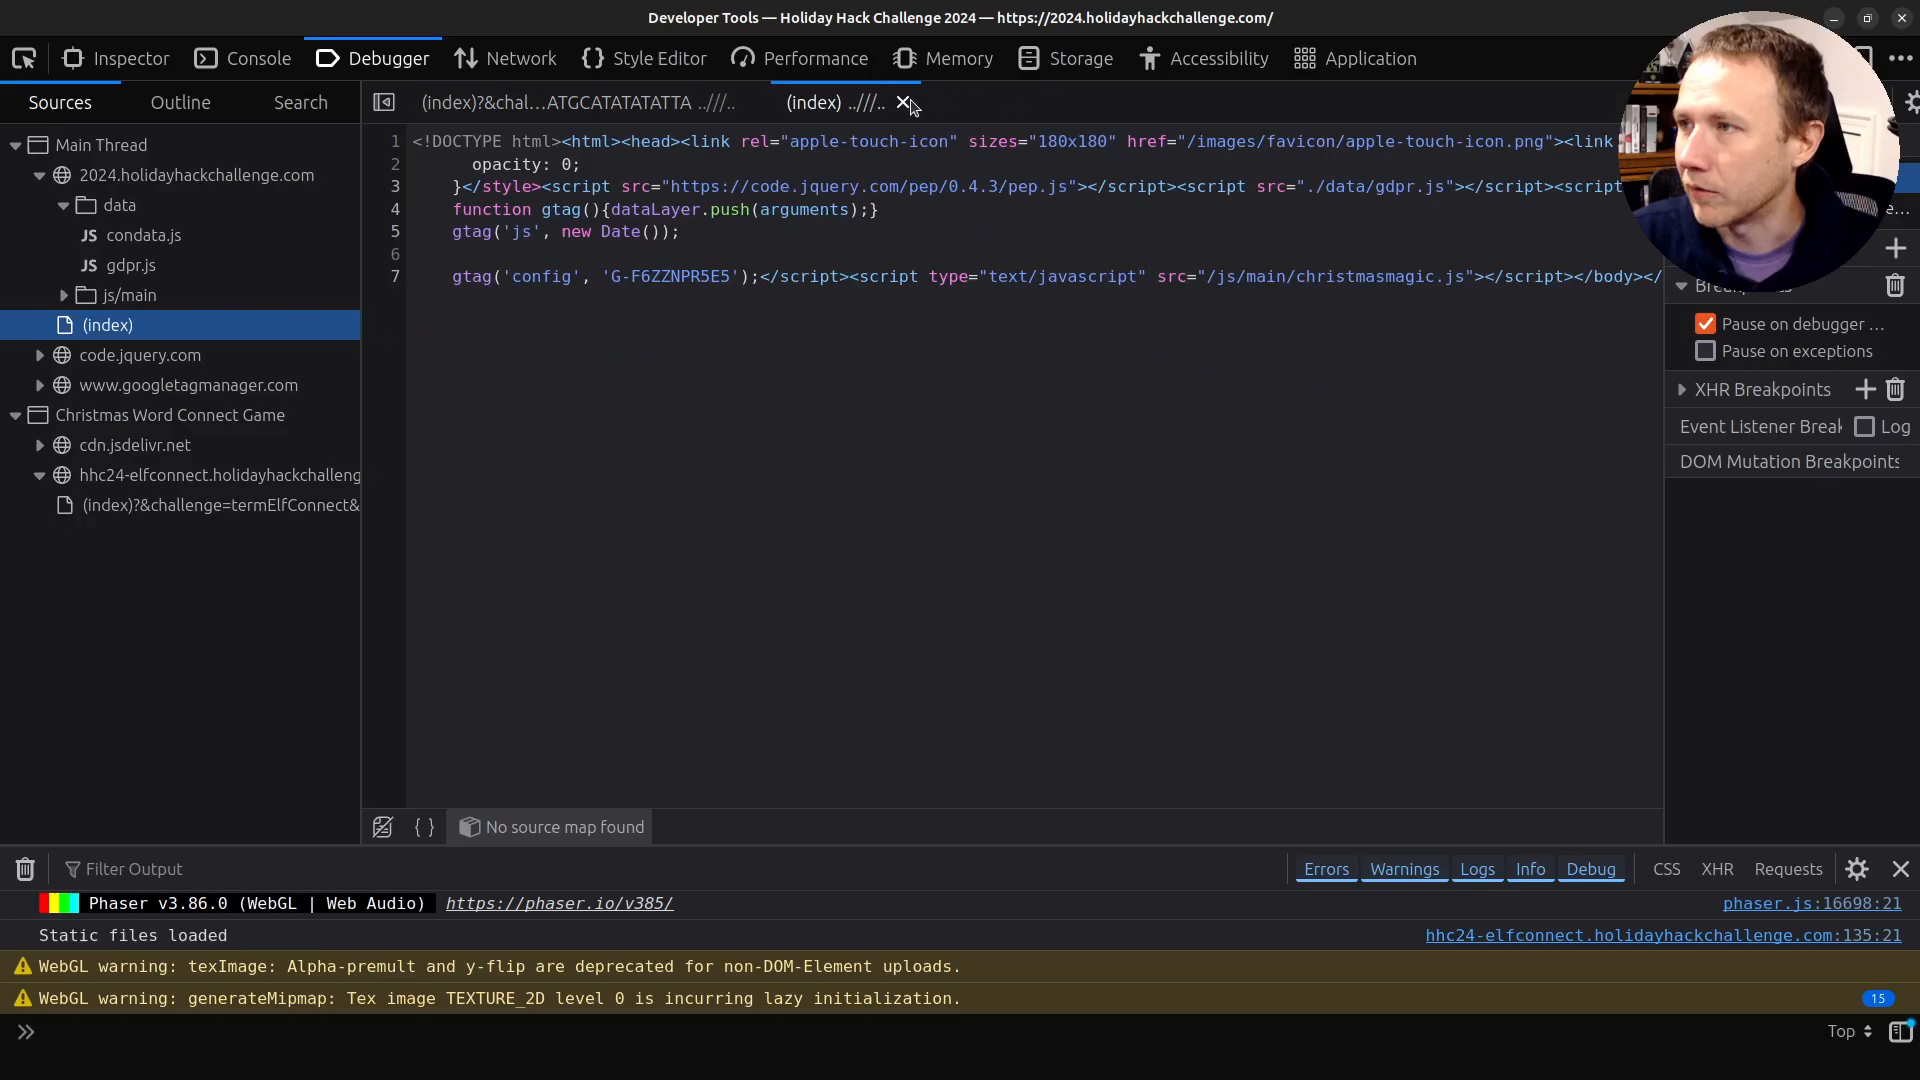 Developer Tools — Holiday Hack Challenge 2024 — https://2024.holidayhackchallenge.com/
Inspector Console Debugger Network Style Editor Performance Memory Storage Accessibility Application
Sources Outline Search
(index)?&chal…ATGCATATATATTA ..///..
(index) ..///..
Main Thread
2024.holidayhackchallenge.com
data
JS condata.js
JS gdpr.js
js/main
(index)
code.jquery.com
www.googletagmanager.com
Christmas Word Connect Game
cdn.jsdelivr.net
hhc24-elfconnect.holidayhackchalleng
(index)?&challenge=termElfConnect&
1 <!DOCTYPE html><html><head><link rel="apple-touch-icon" sizes="180x180" href="/images/favicon/apple-touch-icon.png"><link
2 opacity: 0;
3 }</style><script src="https://code.jquery.com/pep/0.4.3/pep.js"></script><script src="./data/gdpr.js"></script><script
4 function gtag(){dataLayer.push(arguments);}
5 gtag('js', new Date());
6
7 gtag('config', 'G-F6ZZNPR5E5');</script><script type="text/javascript" src="/js/main/christmasmagic.js"></script></body></
Pause on debugger ...
Pause on exceptions
XHR Breakpoints
Event Listener Break Log
DOM Mutation Breakpoints
{ } No source map found
Filter Output
Errors Warnings Logs Info Debug CSS XHR Requests
Phaser v3.86.0 (WebGL | Web Audio) https://phaser.io/v385/ phaser.js:16698:21
Static files loaded hhc24-elfconnect.holidayhackchallenge.com:135:21
WebGL warning: texImage: Alpha-premult and y-flip are deprecated for non-DOM-Element uploads.
WebGL warning: generateMipmap: Tex image TEXTURE_2D level 0 is incurring lazy initialization. 15
Top